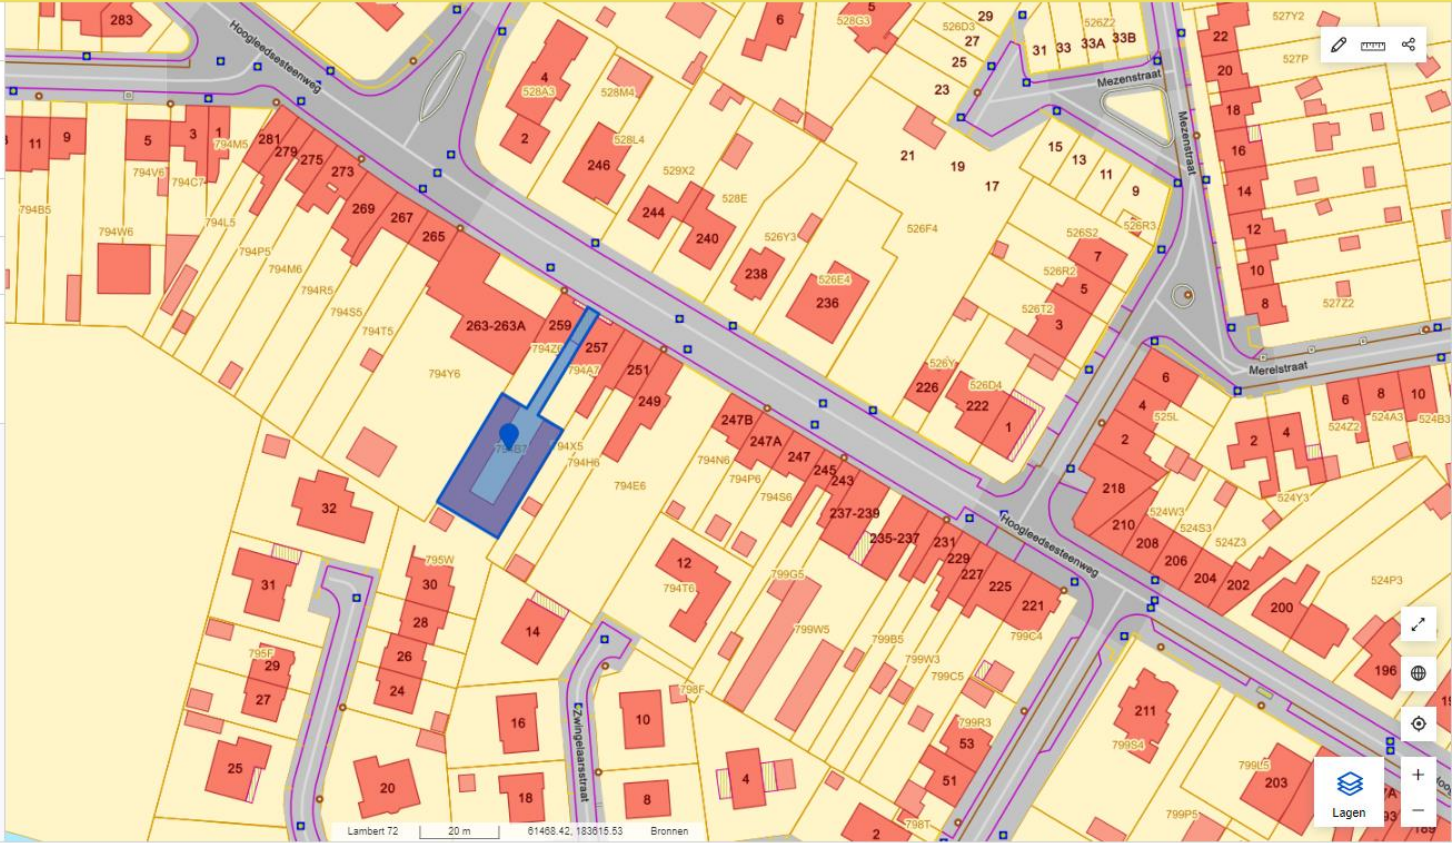 283
Hoogleedsesteenweg
6
528G3
5
526D3
29
27
25
23
31
33
33A
33B
526Z2
Mezenstraat
22
527Y2
527P
20
18
4
528A3
528M4
2
528L4
246
11
9
5
3
1
794M5
281
279
275
273
794V6
794C7
21
19
17
15
13
11
9
Mezenstraat
16
14
529X2
528E
244
240
794B5
794W6
794L5
794P5
794M6
794R5
794S5
794T5
269
267
265
526Y3
526F4
526R3
526S2
12
7
526R2
5
10
238
526E4
236
526T2
3
8
527Z2
263-263A
259
794Y6
257
794A7
251
249
Merelstraat
526Y
226
526D4
222
1
6
4
525L
2
6
8
10
524Z2
524A3
524B3
2
4
247B
247A
247
245
243
794X5
794H6
794E6
794N6
794P6
794S6
237-239
235-237
218
210
208
206
204
202
200
524W3
524S3
524Z3
524Y3
524P3
Hoogleedsesteenweg
32
795W
31
30
28
26
24
795F
29
27
25
20
12
794T6
14
799G5
799W5
799B5
799W3
799C5
799C4
231
229
227
225
221
196
16
10
798F
18
8
4
Zwingelaarsstraat
799R3
53
51
798T
2
211
799S4
799L5
203
799P5
189
Lagen
Lambert 72
20 m
61468.42, 183615.53
Bronnen